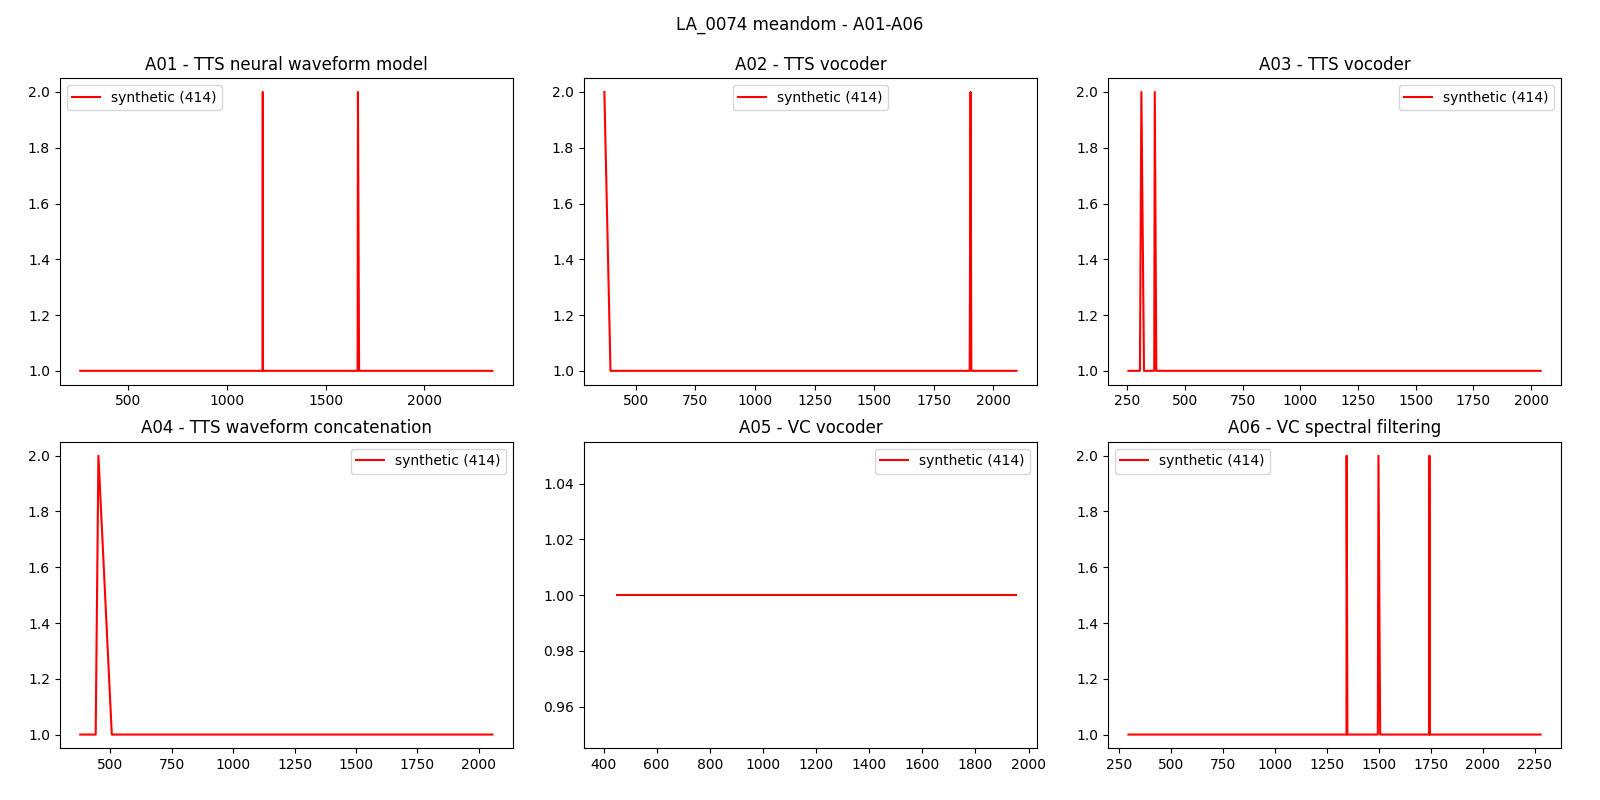 LA_0074 meandom - A01-A06
A01 - TTS neural waveform model
A02 - TTS vocoder
A03 - TTS vocoder
synthetic (414)
synthetic (414)
synthetic (414)
2.0
1.8
1.6
1.4
1.2
1.0
2.0
1.8
1.6
1.4
1.2
1.0
2.0
1.8
1.6
1.4
1.2
1.0
500 1000 1500 2000
500 750 1000 1250 1500 1750 2000
250 500 750 1000 1250 1500 1750 2000
A04 - TTS waveform concatenation
A05 - VC vocoder
A06 - VC spectral filtering
synthetic (414)
synthetic (414)
synthetic (414)
2.0
1.8
1.6
1.4
1.2
1.0
1.04
1.02
1.00
0.98
0.96
2.0
1.8
1.6
1.4
1.2
1.0
500 750 1000 1250 1500 1750 2000
400 600 800 1000 1200 1400 1600 1800 2000
250 500 750 1000 1250 1500 1750 2000 2250